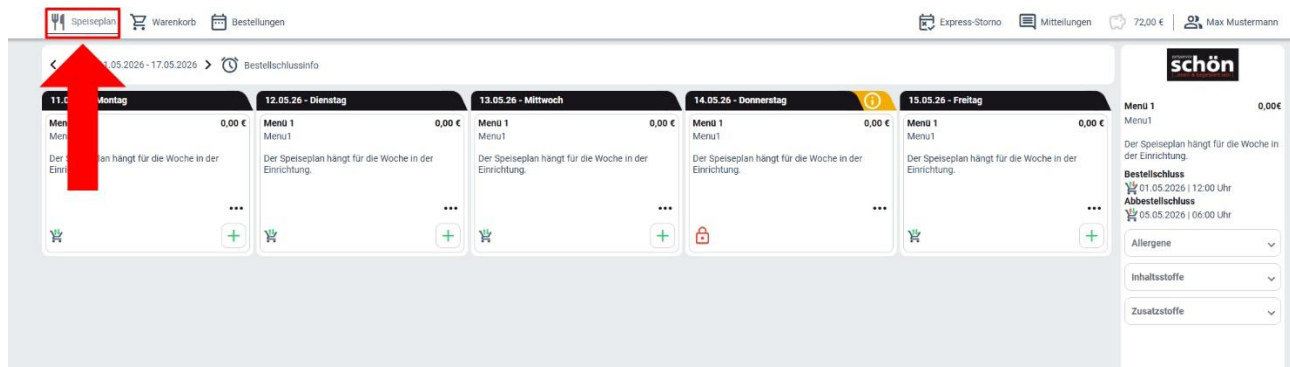 Speiseplan Warenkorb Bestellungen Express-Storno Mitteilungen 72,00 € Max Mustermann
1.05.2026 - 17.05.2026 Bestellschlussinfo
schön
11.0 Montag
12.05.26 - Dienstag
13.05.26 - Mittwoch
14.05.26 - Donnerstag
15.05.26 - Freitag
Men 0,00 €
Men
Der S an hängt für die Woche in der
Einri
Menü 1 0,00 €
Menu1
Der Speiseplan hängt für die Woche in der
Einrichtung.
Menü 1 0,00 €
Menu1
Der Speiseplan hängt für die Woche in der
Einrichtung.
Menü 1 0,00 €
Menu1
Der Speiseplan hängt für die Woche in der
Einrichtung.
Menü 1 0,00 €
Menu1
Der Speiseplan hängt für die Woche in der
Einrichtung.
Menü 1 0,00€
Menu1
Der Speiseplan hängt für die Woche in
der Einrichtung.
Bestellschluss
01.05.2026 | 12:00 Uhr
Abbestellschluss
05.05.2026 | 06:00 Uhr
Allergene
Inhaltsstoffe
Zusatzstoffe